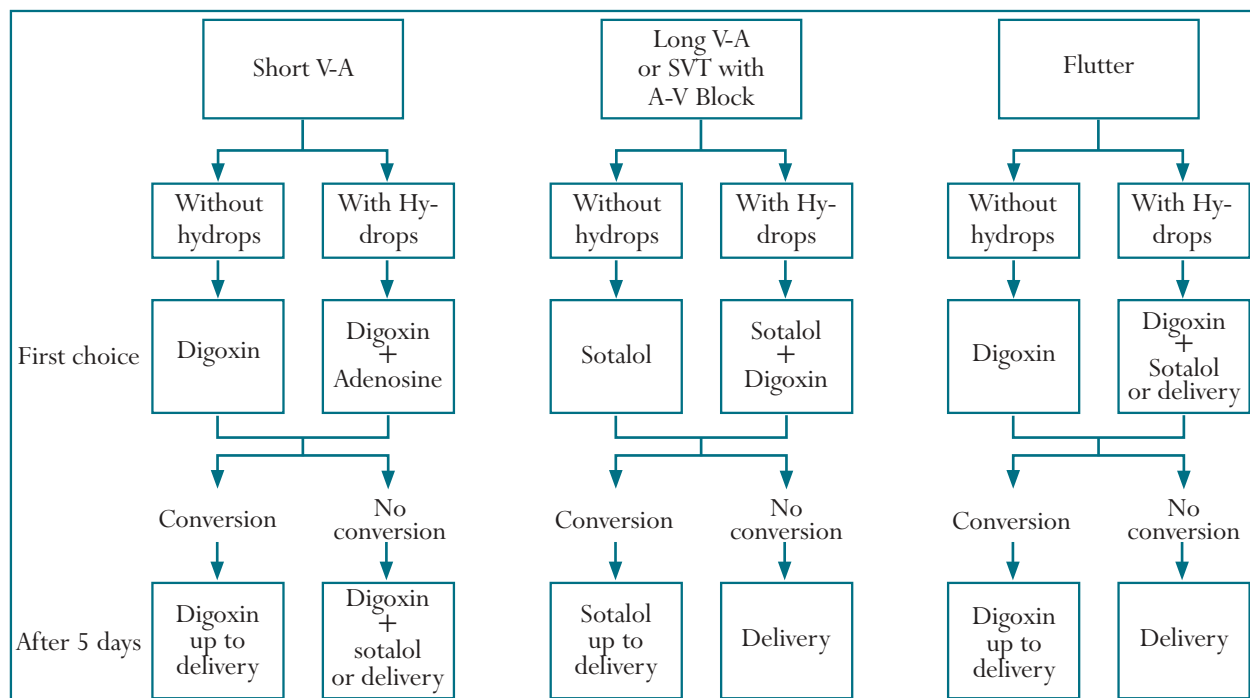 Short V-A
Long V-A
or SVT with
A-V Block
Flutter
Without
hydrops
With Hy-
drops
Without
hydrops
With Hy-
drops
Without
hydrops
With Hy-
drops
First choice
Digoxin
Digoxin
+
Adenosine
Sotalol
Sotalol
+
Digoxin
Digoxin
Digoxin
+
Sotalol
or delivery
Conversion
No
conversion
Conversion
No
conversion
Conversion
No
conversion
After 5 days
Digoxin
up to
delivery
Digoxin
+
sotalol
or delivery
Sotalol
up to
delivery
Delivery
Digoxin
up to
delivery
Delivery